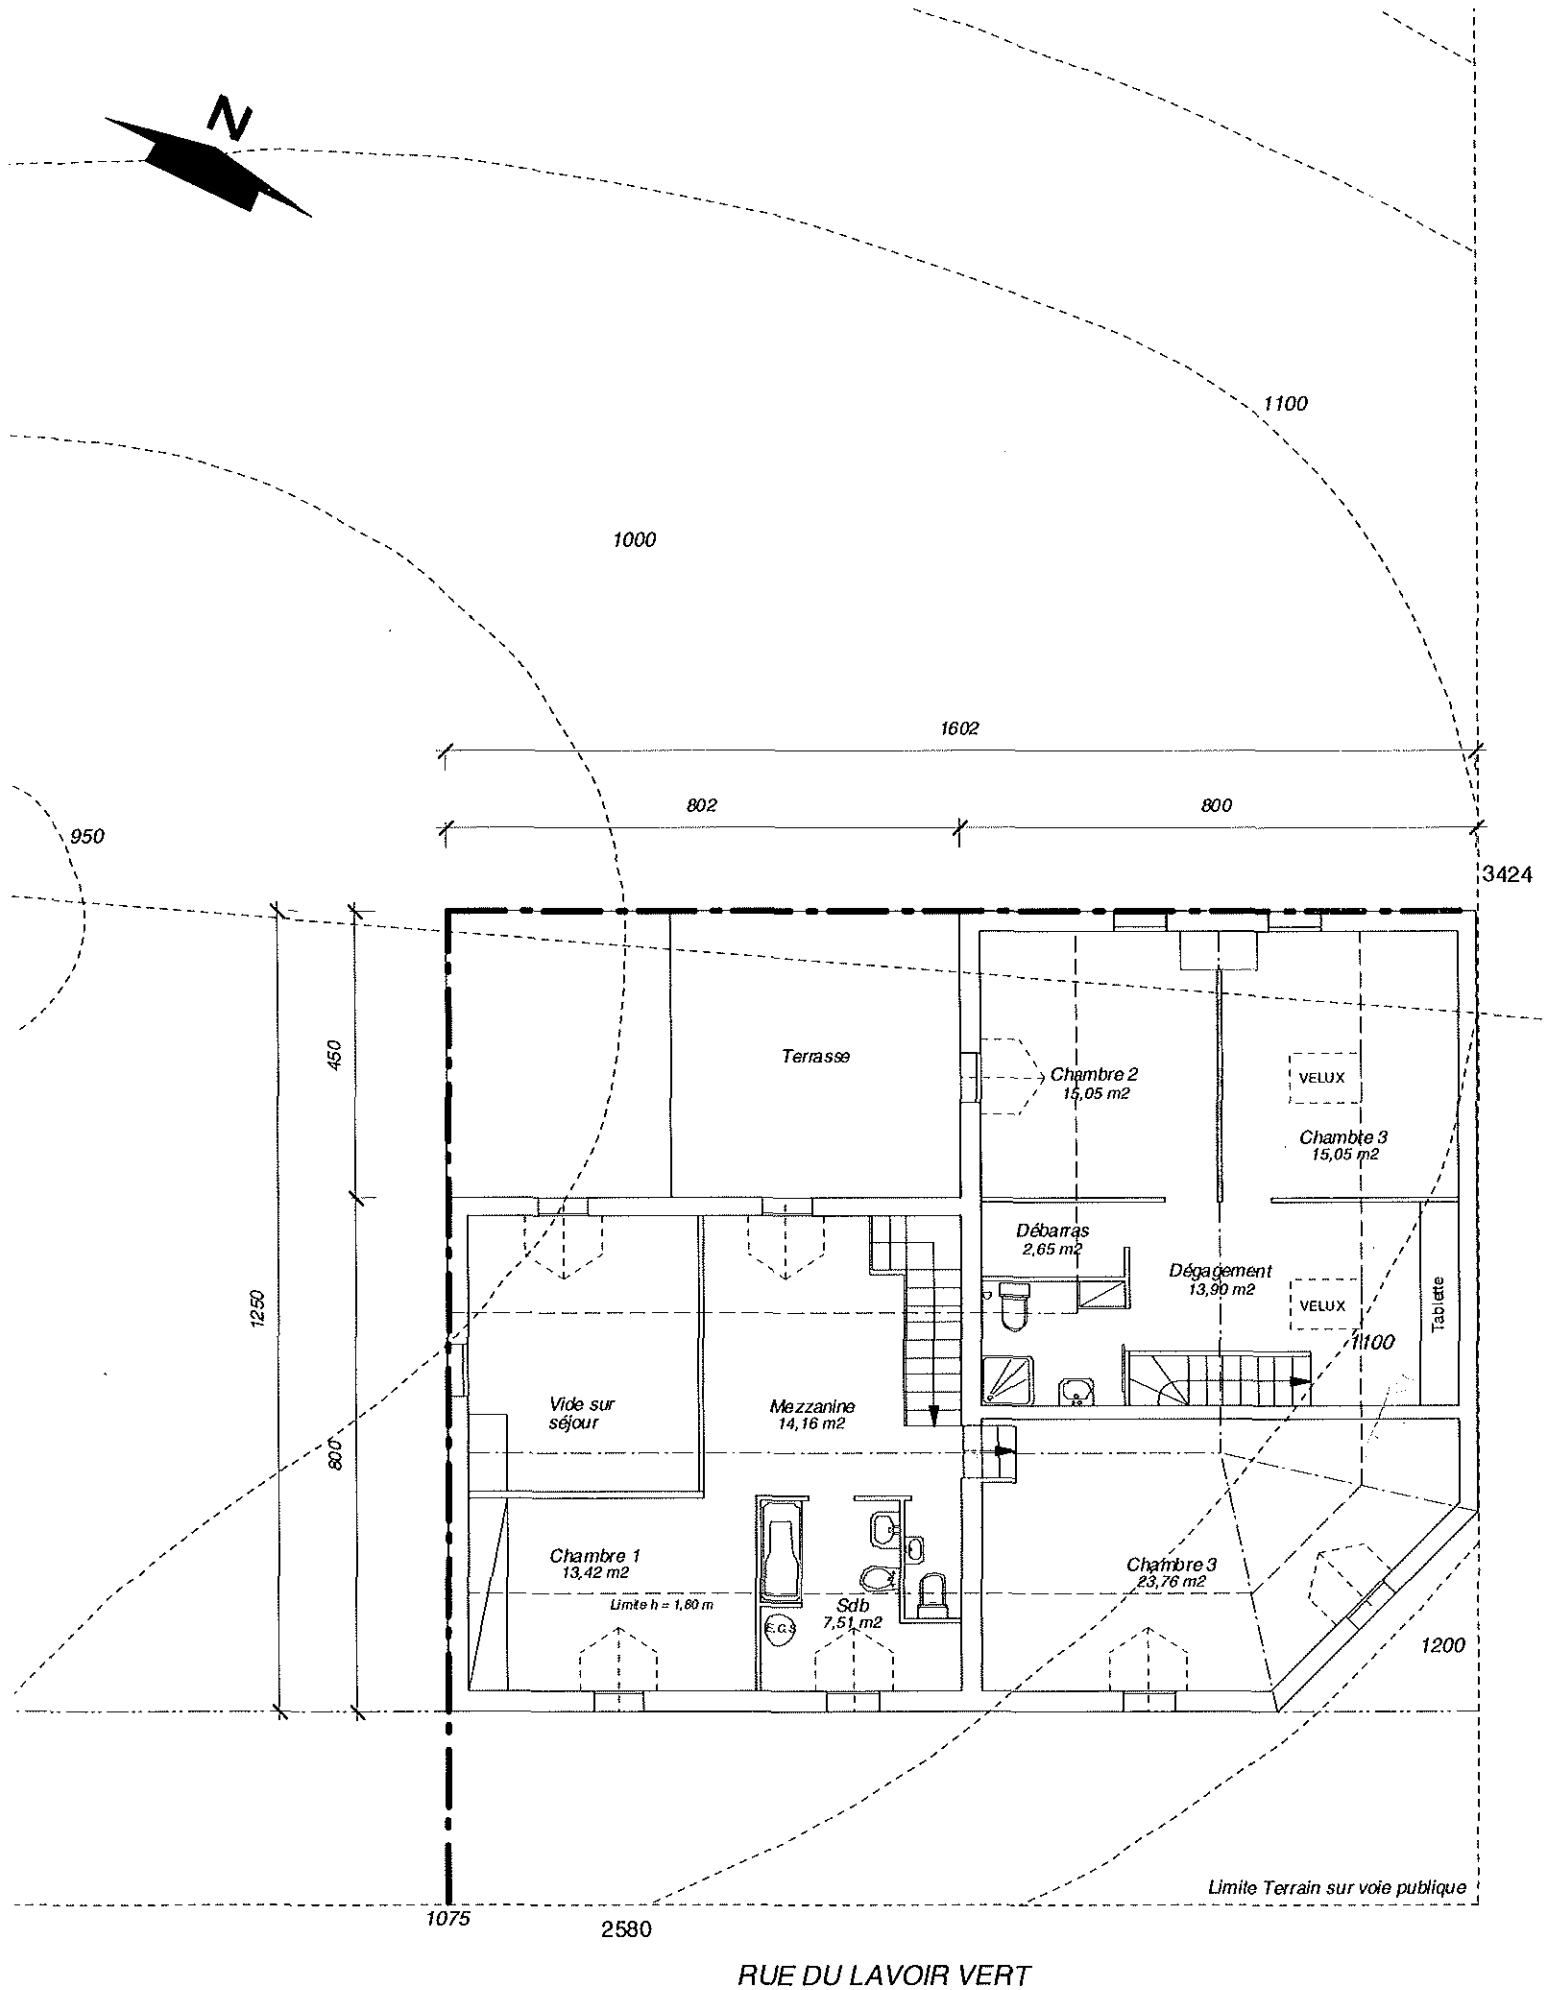 N
1100
1000
1602
802
800
950
3424
450
Terrasse
Chambre 2
15,05 m2
VELUX
Chambre 3
15,05 m2
Débarras
2,65 m2
Dégagement
13,90 m2
VELUX
Tablette
1250
1100
Vide sur
séjour
Mezzanine
14,16 m2
800
Chambre 1
13,42 m2
Limite h = 1,80 m
Sdb
7,51 m2
E.C.S
Chambre 3
23,76 m2
1200
Limite Terrain sur voie publique
1075
2580
RUE DU LAVOIR VERT